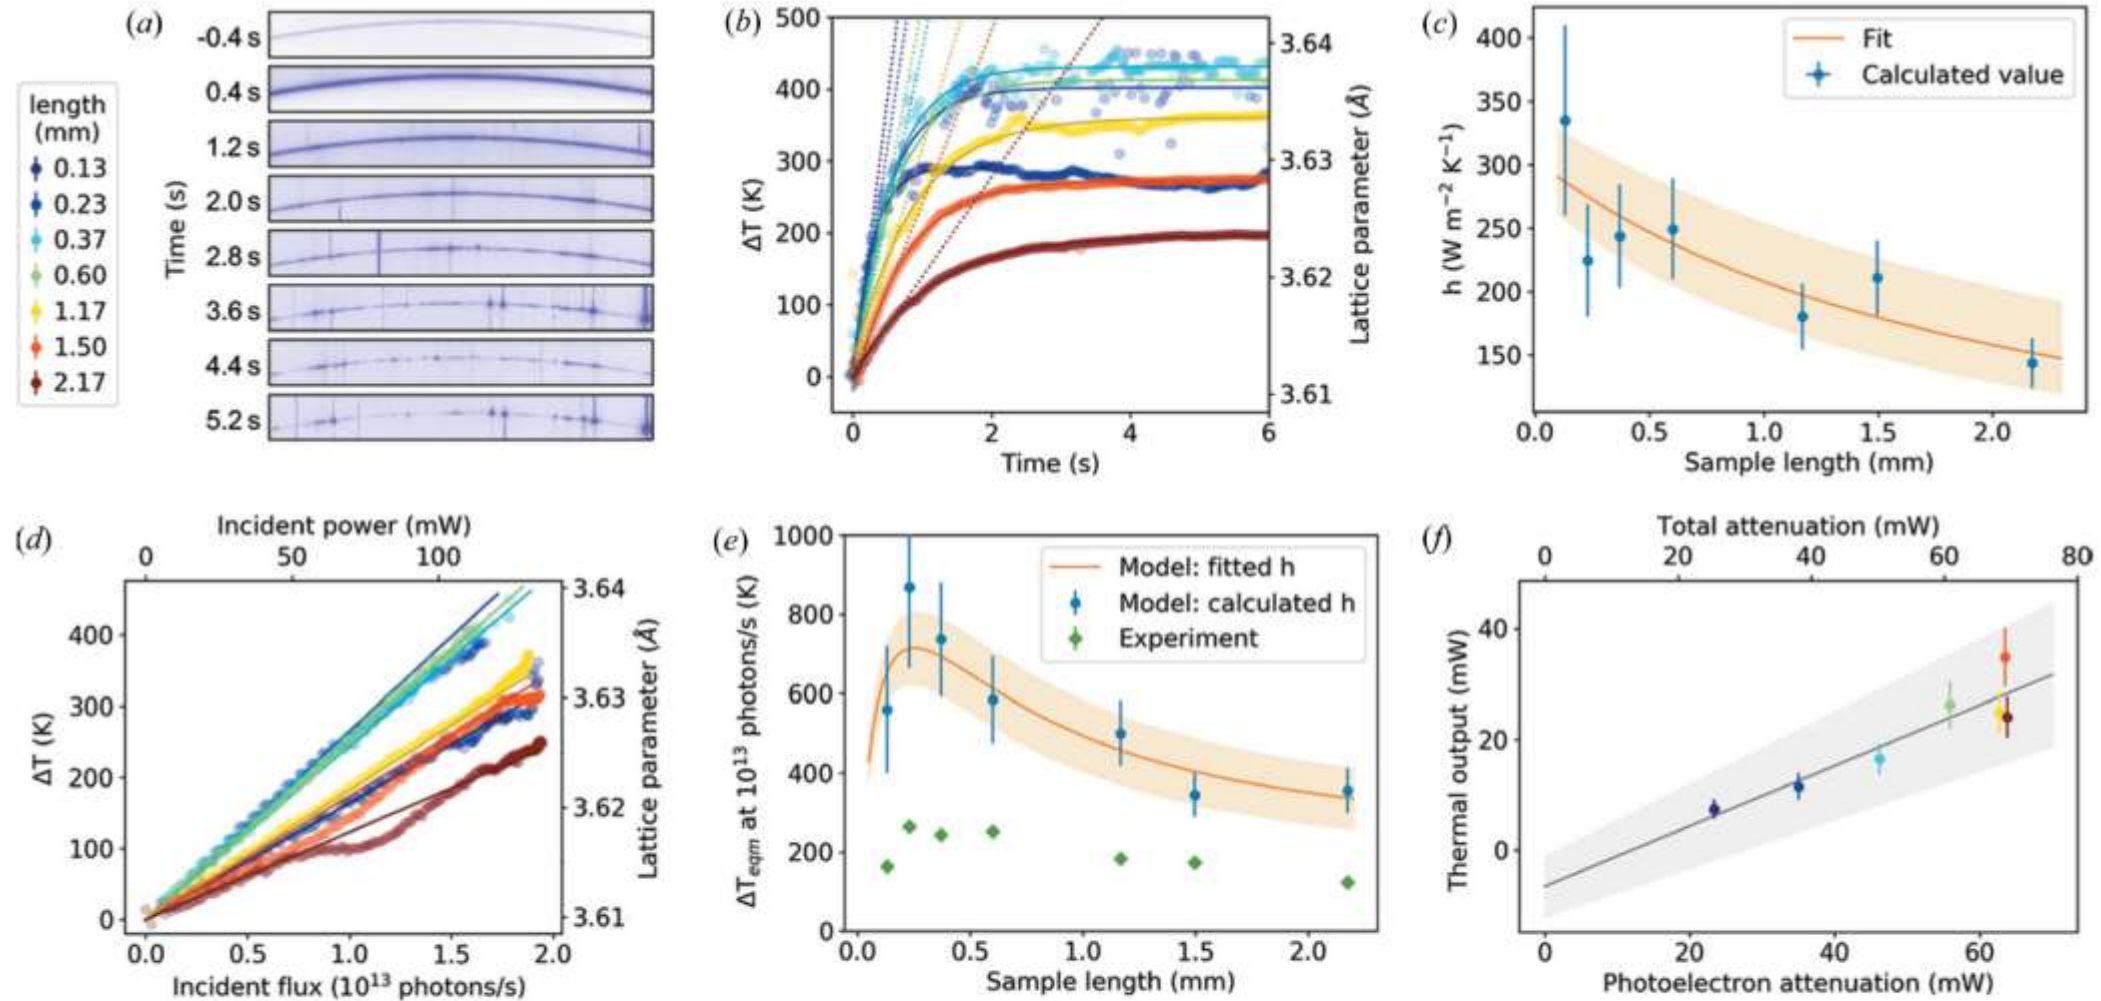 (a)
-0.4 s
0.4 s
1.2 s
2.0 s
2.8 s
3.6 s
4.4 s
5.2 s
Time (s)
length
(mm)
0.13
0.23
0.37
0.60
1.17
1.50
2.17
(b)
500
400
300
200
100
0
ΔT (K)
0 2 4 6
Time (s)
3.64
3.63
3.62
3.61
Lattice parameter (Å)
(c)
400
350
300
250
200
150
h (W m⁻² K⁻¹)
Fit
Calculated value
0.0 0.5 1.0 1.5 2.0
Sample length (mm)
(d)
Incident power (mW)
0 50 100
400
300
200
100
0
ΔT (K)
3.64
3.63
3.62
3.61
Lattice parameter (Å)
0.0 0.5 1.0 1.5 2.0
Incident flux (10¹³ photons/s)
(e)
1000
800
600
400
200
0
ΔTeqm at 10¹³ photons/s (K)
Model: fitted h
Model: calculated h
Experiment
0.0 0.5 1.0 1.5 2.0
Sample length (mm)
(f)
Total attenuation (mW)
0 20 40 60 80
40
20
0
Thermal output (mW)
0 20 40 60
Photoelectron attenuation (mW)